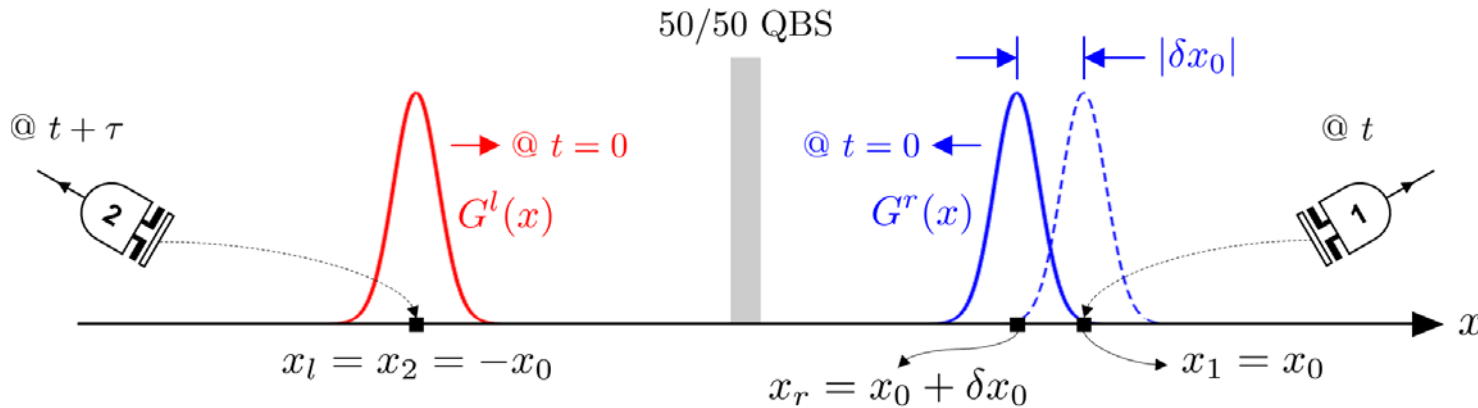 50/50 QBS
|δx₀|
@ t + τ
@ t = 0
@ t = 0
@ t
2
Gˡ(x)
Gʳ(x)
1
x
xₗ = x₂ = −x₀
xᵣ = x₀ + δx₀
x₁ = x₀